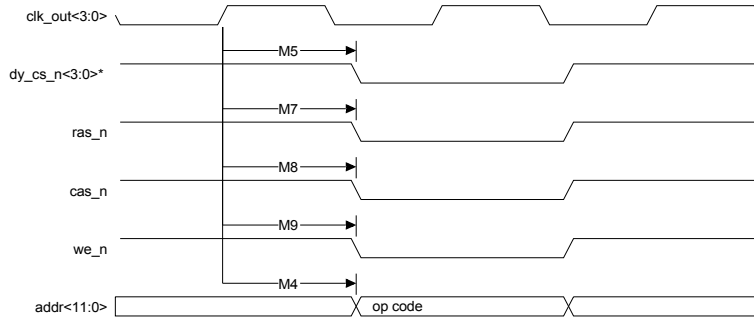 clk_out<3:0>
M5
dy_cs_n<3:0>*
M7
ras_n
M8
cas_n
M9
we_n
M4
addr<11:0>
op code